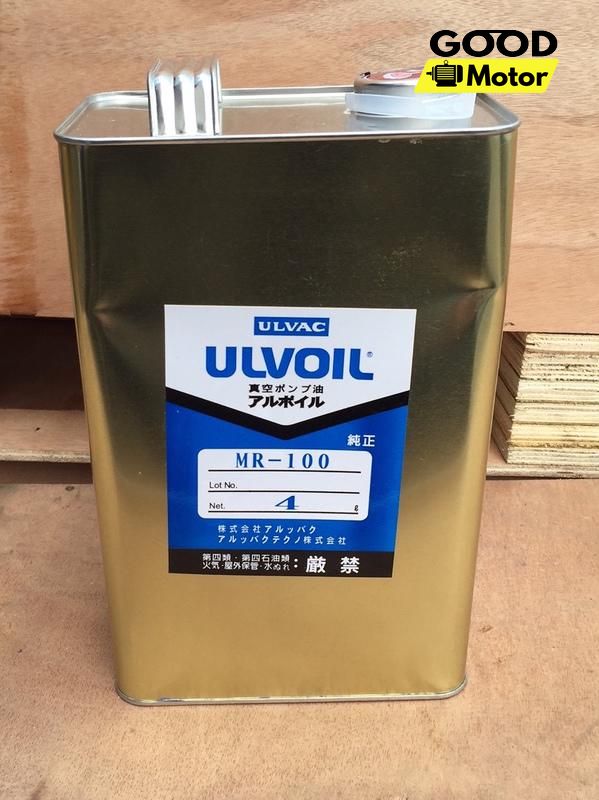 GOOD
Motor
ULVAC
ULVOIL®
真空ポンプ油
アルボイル
純正
MR-100
Lot No.
Net. 4 ℓ
株式会社アルバック
アルバックテクノ株式会社
第四類・第四石油類
火気・屋外保管・水ぬれ:厳禁